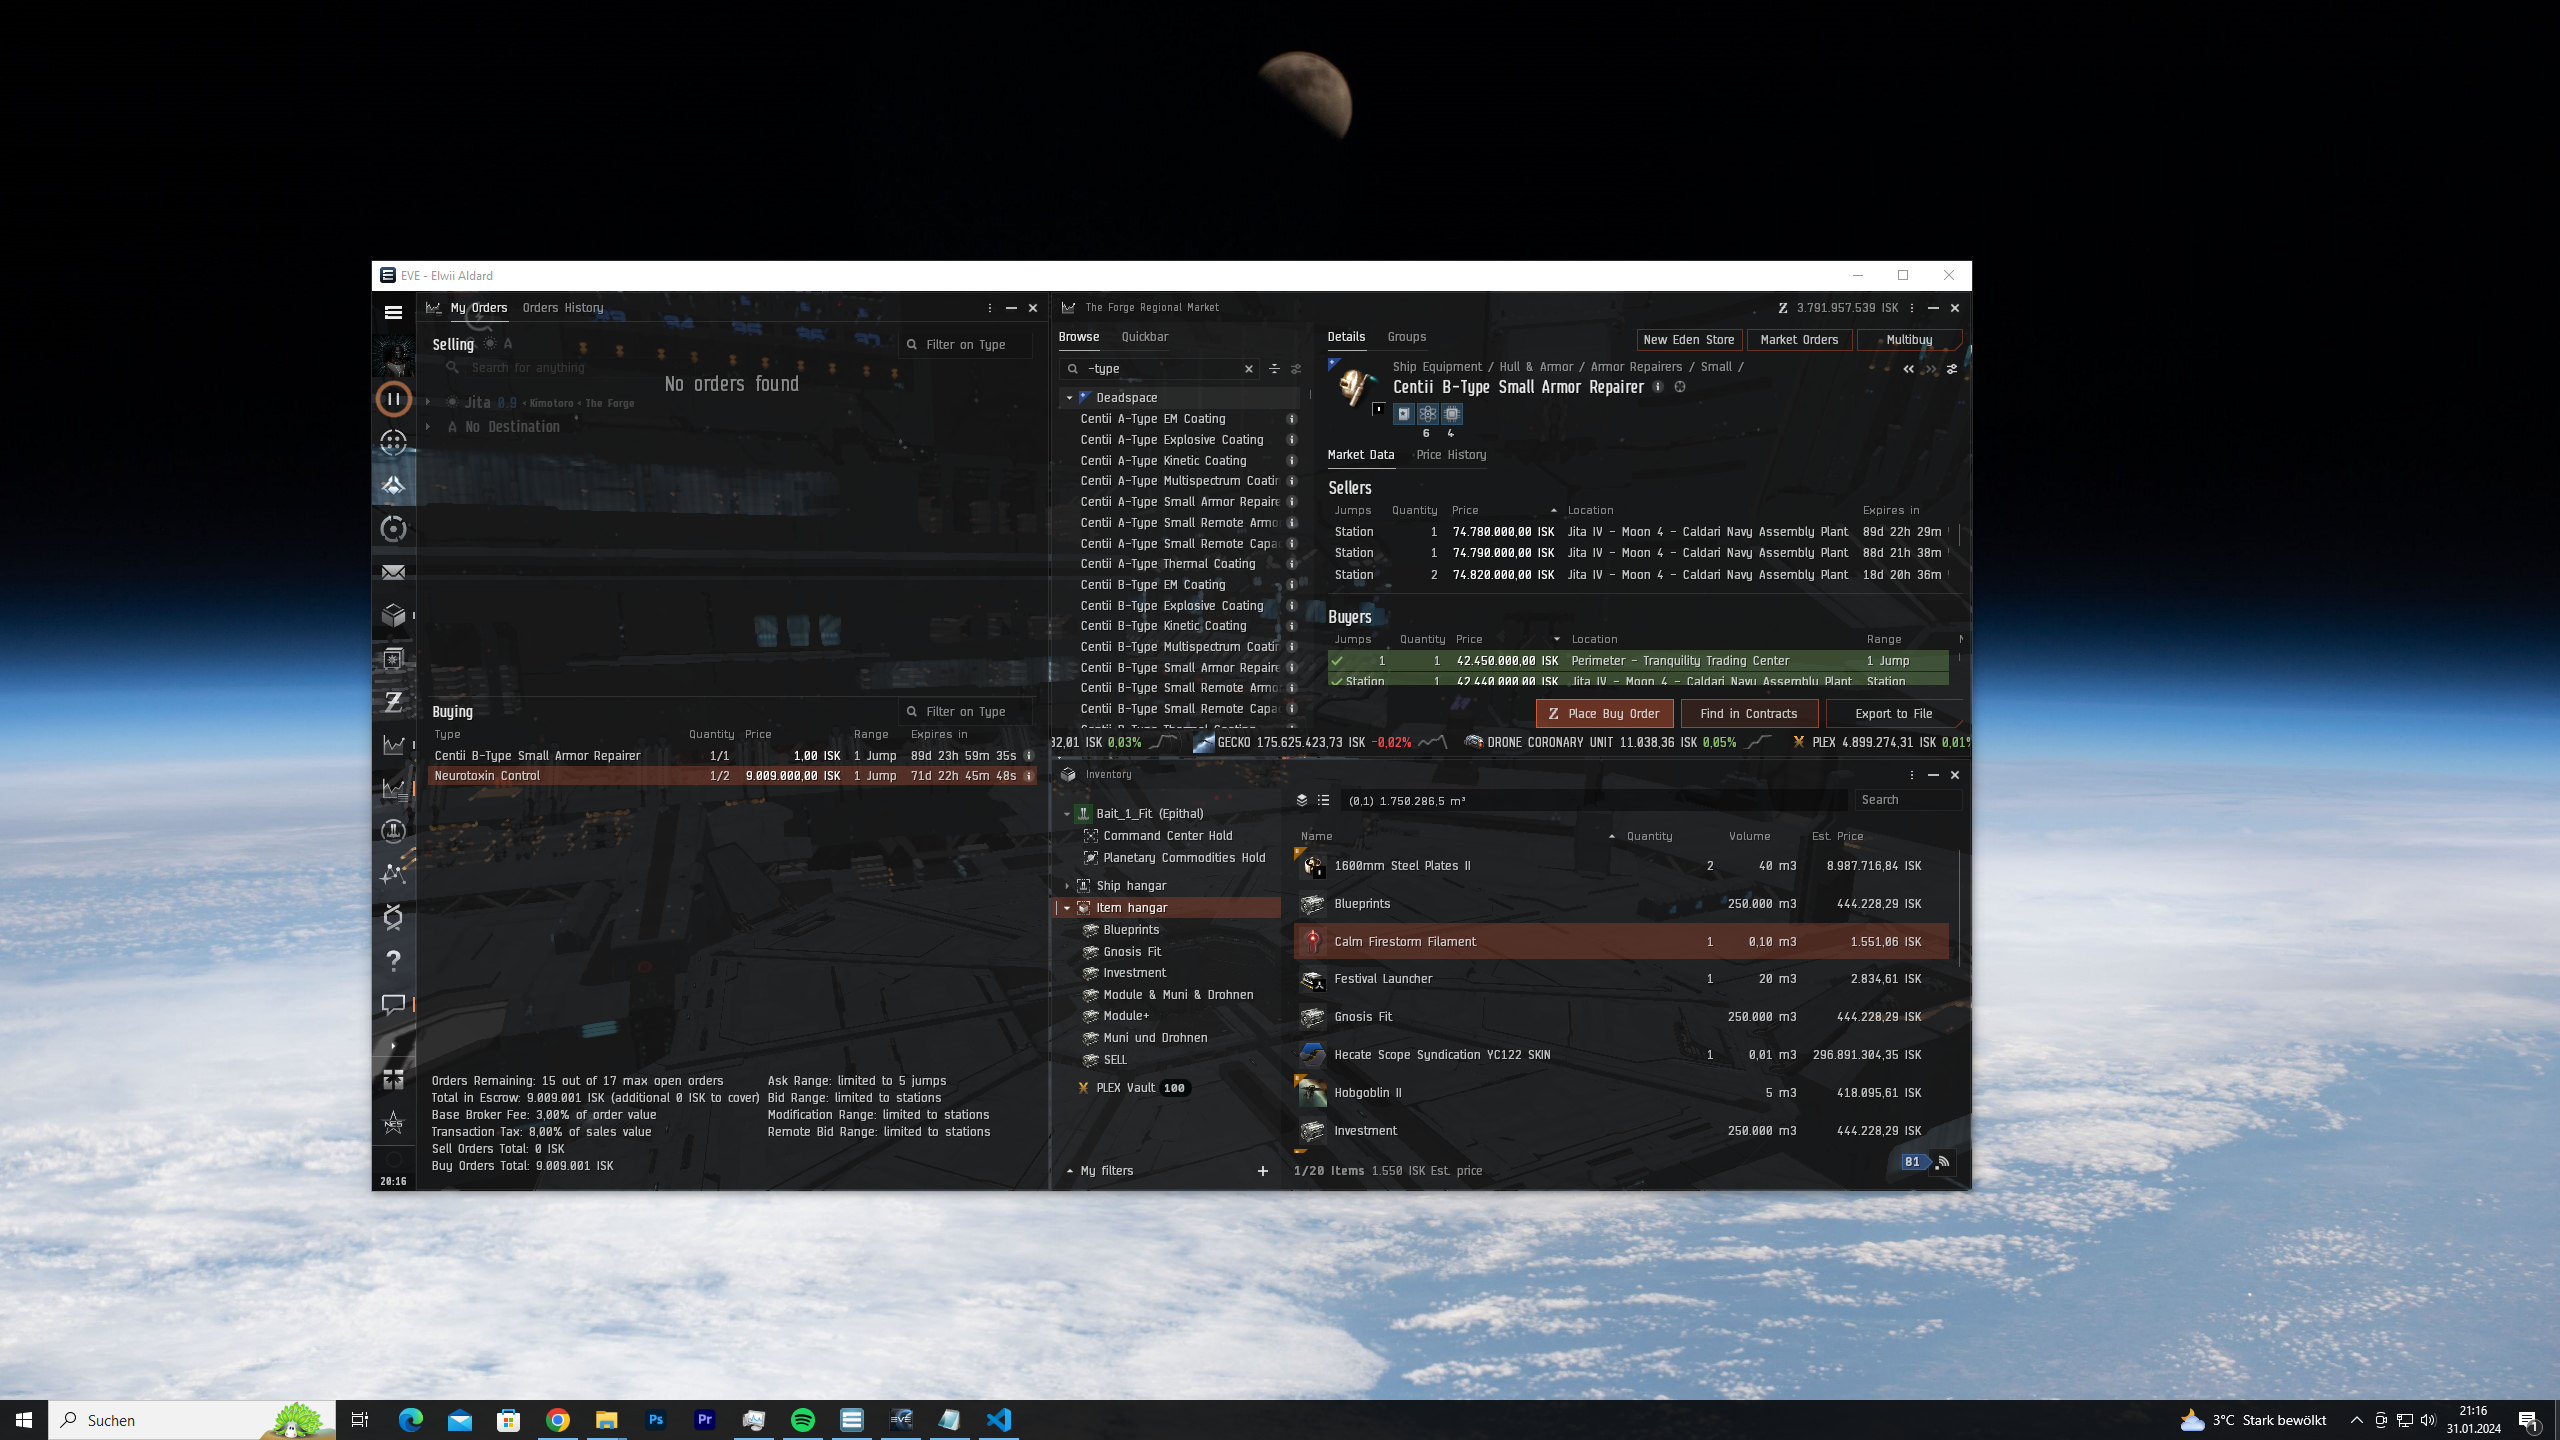 EVE - Elwii Aldard
My Orders Orders History
Selling
Filter on Type
Search for anything
No orders found
Jita 0.9 < Kimotoro < The Forge
No Destination
Buying
Filter on Type
Type Quantity Price Range Expires in
Centii B-Type Small Armor Repairer 1/1 1,00 ISK 1 Jump 89d 23h 59m 35s
Neurotoxin Control 1/2 9.009.000,00 ISK 1 Jump 71d 22h 45m 48s
Orders Remaining: 15 out of 17 max open orders
Total in Escrow: 9.009.001 ISK (additional 0 ISK to cover)
Base Broker Fee: 3,00% of order value
Transaction Tax: 8,00% of sales value
Sell Orders Total: 0 ISK
Buy Orders Total: 9.009.001 ISK
Ask Range: limited to 5 jumps
Bid Range: limited to stations
Modification Range: limited to stations
Remote Bid Range: limited to stations
NES
20:16
The Forge Regional Market
3.791.957.539 ISK
Browse Quickbar
-type
Deadspace
Centii A-Type EM Coating
Centii A-Type Explosive Coating
Centii A-Type Kinetic Coating
Centii A-Type Multispectrum Coatin
Centii A-Type Small Armor Repaire
Centii A-Type Small Remote Armo
Centii A-Type Small Remote Capac
Centii A-Type Thermal Coating
Centii B-Type EM Coating
Centii B-Type Explosive Coating
Centii B-Type Kinetic Coating
Centii B-Type Multispectrum Coatin
Centii B-Type Small Armor Repaire
Centii B-Type Small Remote Armo
Centii B-Type Small Remote Capac
Centii B-Type Thermal Coating
Details Groups
New Eden Store Market Orders Multibuy
Ship Equipment / Hull & Armor / Armor Repairers / Small /
Centii B-Type Small Armor Repairer
6 4
Market Data Price History
Sellers
Jumps Quantity Price Location Expires in
Station 1 74.780.000,00 ISK Jita IV - Moon 4 - Caldari Navy Assembly Plant 89d 22h 29m
Station 1 74.790.000,00 ISK Jita IV - Moon 4 - Caldari Navy Assembly Plant 88d 21h 38m
Station 2 74.820.000,00 ISK Jita IV - Moon 4 - Caldari Navy Assembly Plant 18d 20h 36m
Buyers
Jumps Quantity Price Location Range
1 1 42.450.000,00 ISK Perimeter - Tranquility Trading Center 1 Jump
Station 1 42.440.000,00 ISK Jita IV - Moon 4 - Caldari Navy Assembly Plant Station
Place Buy Order Find in Contracts Export to File
32,01 ISK 0,03% GECKO 175.625.423,73 ISK -0,02% DRONE CORONARY UNIT 11.038,36 ISK 0,05% PLEX 4.899.274,31 ISK 0,01%
Inventory
Bait_1_Fit (Epithal)
Command Center Hold
Planetary Commodities Hold
Ship hangar
Item hangar
Blueprints
Gnosis Fit
Investment
Module & Muni & Drohnen
Module+
Muni und Drohnen
SELL
PLEX Vault 100
My filters
(0,1) 1.750.286,5 m³
Search
Name Quantity Volume Est. Price
1600mm Steel Plates II 2 40 m3 8.987.716,84 ISK
Blueprints 250.000 m3 444.228,29 ISK
Calm Firestorm Filament 1 0,10 m3 1.551,06 ISK
Festival Launcher 1 20 m3 2.834,61 ISK
Gnosis Fit 250.000 m3 444.228,29 ISK
Hecate Scope Syndication YC122 SKIN 1 0,01 m3 296.891.304,35 ISK
Hobgoblin II 5 m3 418.095,61 ISK
Investment 250.000 m3 444.228,29 ISK
1/20 Items 1.550 ISK Est. price
81
Suchen
Ps
Pr
EVE
3°C Stark bewölkt
21:16
31.01.2024
1